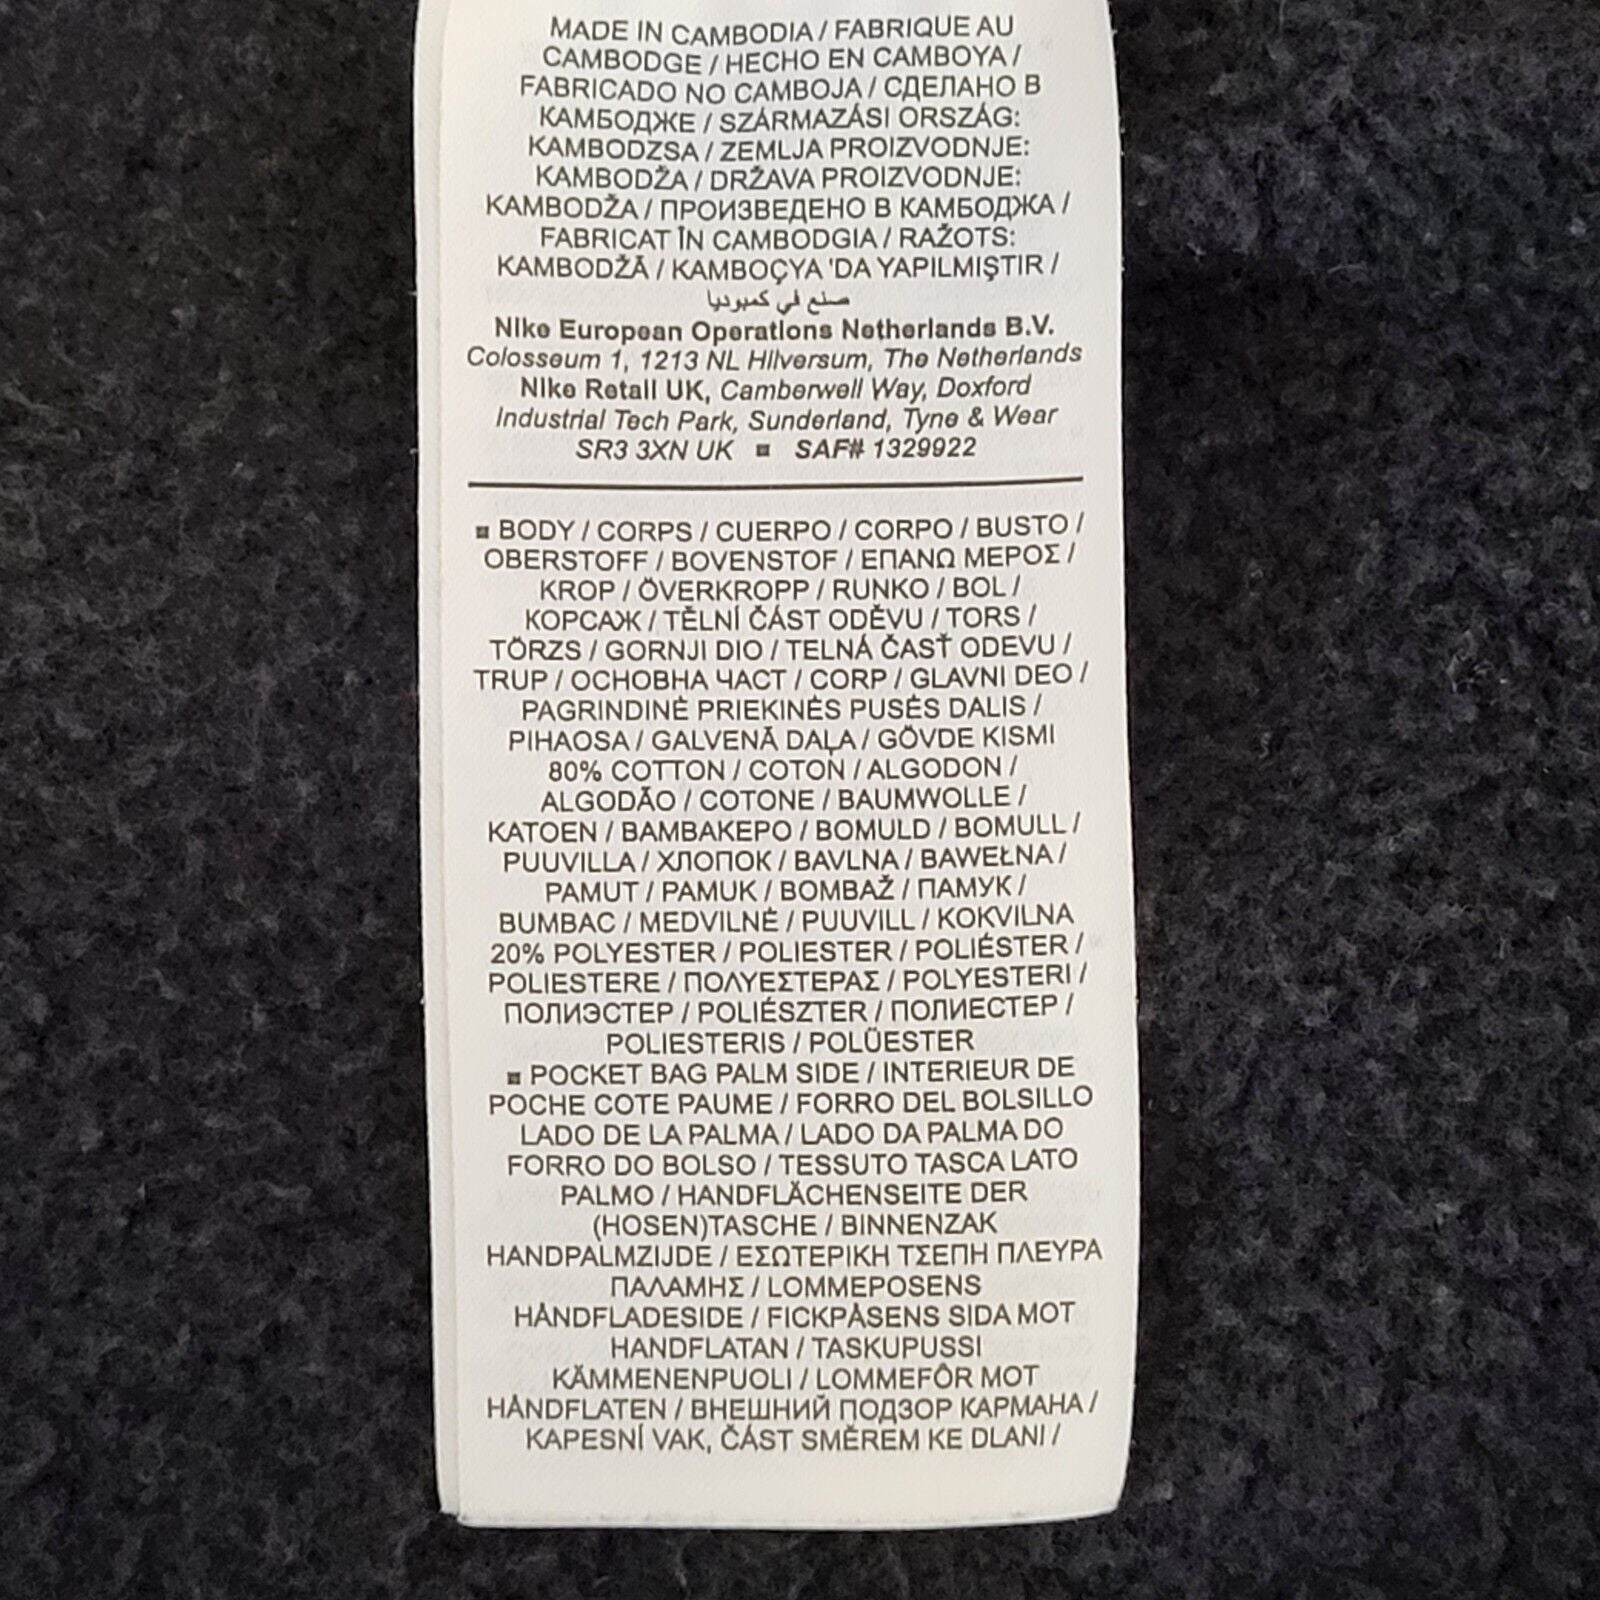 MADE IN CAMBODIA / FABRIQUE AU
CAMBODGE / HECHO EN CAMBOYA /
FABRICADO NO CAMBOJA / СДЕЛАНО В
КАМБОДЖЕ / SZÁRMAZÁSI ORSZÁG:
KAMBODZSA / ZEMLJA PROIZVODNJE:
KAMBODŽA / DRŽAVA PROIZVODNJE:
KAMBODŽA / ПРОИЗВЕДЕНО В КАМБОДЖА /
FABRICAT ÎN CAMBODGIA / RAŽOTS:
KAMBODŽĀ / KAMBOÇYA 'DA YAPILMIŞTIR /
صنع في كمبوديا
Nike European Operations Netherlands B.V.
Colosseum 1, 1213 NL Hilversum, The Netherlands
Nike Retail UK, Camberwell Way, Doxford
Industrial Tech Park, Sunderland, Tyne & Wear
SR3 3XN UK ▪ SAF# 1329922
▪ BODY / CORPS / CUERPO / CORPO / BUSTO /
OBERSTOFF / BOVENSTOF / ΕΠΑΝΩ ΜΕΡΟΣ /
KROP / ÖVERKROPP / RUNKO / BOL /
КОРСАЖ / TĚLNÍ ČÁST ODĚVU / TORS /
TÖRZS / GORNJI DIO / TELNÁ ČASŤ ODEVU /
TRUP / ОСНОВНА ЧАСТ / CORP / GLAVNI DEO /
PAGRINDINĖ PRIEKINĖS PUSĖS DALIS /
PIHAOSA / GALVENĀ DAĻA / GÖVDE KISMI
80% COTTON / COTON / ALGODON /
ALGODÃO / COTONE / BAUMWOLLE /
KATOEN / ΒΑΜΒΑΚΕΡΟ / BOMULD / BOMULL /
PUUVILLA / ХЛОПОК / BAVLNA / BAWEŁNA /
PAMUT / PAMUK / BOMBAŽ / ПАМУК /
BUMBAC / MEDVILNĖ / PUUVILL / KOKVILNA
20% POLYESTER / POLIESTER / POLIÉSTER /
POLIESTERE / ΠΟΛΥΕΣΤΕΡΑΣ / POLYESTERI /
ПОЛИЭСТЕР / POLIÉSZTER / ПОЛИЕСТЕР /
POLIESTERIS / POLÜESTER
▪ POCKET BAG PALM SIDE / INTERIEUR DE
POCHE COTE PAUME / FORRO DEL BOLSILLO
LADO DE LA PALMA / LADO DA PALMA DO
FORRO DO BOLSO / TESSUTO TASCA LATO
PALMO / HANDFLÄCHENSEITE DER
(HOSEN)TASCHE / BINNENZAK
HANDPALMZIJDE / ΕΣΩΤΕΡΙΚΗ ΤΣΕΠΗ ΠΛΕΥΡΑ
ΠΑΛΑΜΗΣ / LOMMEPOSENS
HÅNDFLADESIDE / FICKPÅSENS SIDA MOT
HANDFLATAN / TASKUPUSSI
KÄMMENENPUOLI / LOMMEFÔR MOT
HÅNDFLATEN / ВНЕШНИЙ ПОДЗОР КАРМАНА /
KAPESNÍ VAK, ČÁST SMĚREM KE DLANI /